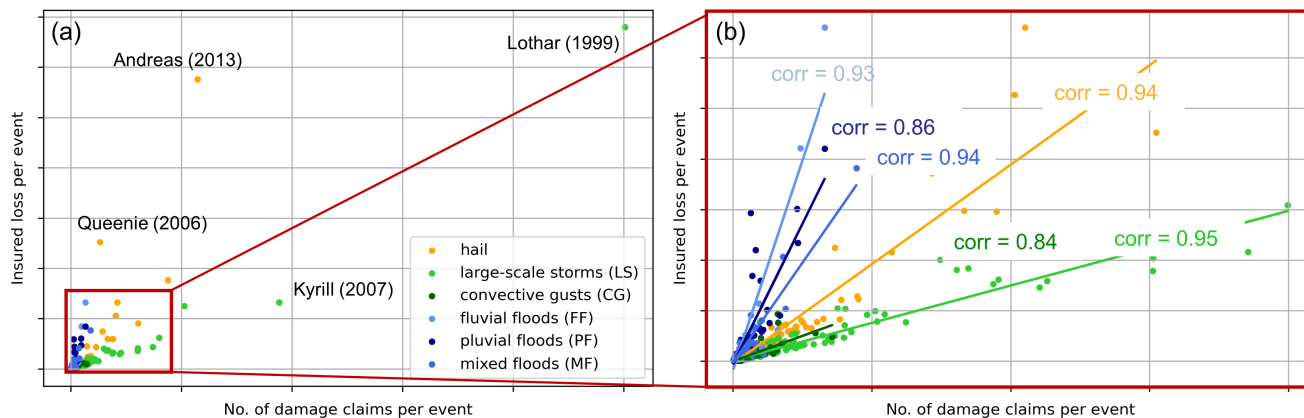 (a)
Andreas (2013)
Lothar (1999)
Queenie (2006)
Kyrill (2007)
hail
large-scale storms (LS)
convective gusts (CG)
fluvial floods (FF)
pluvial floods (PF)
mixed floods (MF)
Insured loss per event
No. of damage claims per event
(b)
corr = 0.93
corr = 0.94
corr = 0.86
corr = 0.94
corr = 0.84
corr = 0.95
Insured loss per event
No. of damage claims per event